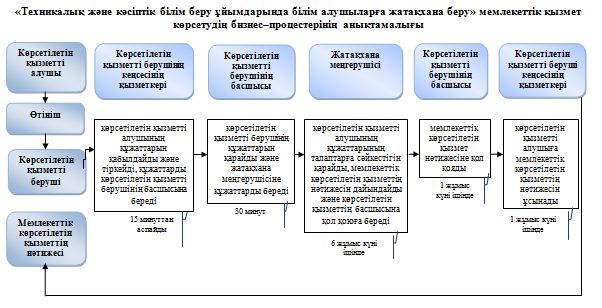 «Техникалық және кәсіптік білім беру ұйымдарында білім алушыларға жатақхана беру» мемлекеттік қызмет
көрсетудің бизнес–процестерінің анықтамалығы
Көрсетілетін
қызметті
алушы
Көрсетілетін
қызметті берушінің
кеңсесінің
қызметкері
Көрсетілетін
қызметті
берушінің
басшысы
Жатақхана
меңгерушісі
Көрсетілетін
қызметті
берушінің
басшысы
Көрсетілетін
қызметті беруші
кеңсесінің
қызметкері
Өтініш
Көрсетілетін
қызметті
беруші
Мемлекеттік
көрсетілетін
қызметтің
нәтижесі
көрсетілетін қызметті
алушының
құжаттарын
қабылдайды және
тіркейді, құжаттарды
көрсетілетін қызметті
берушінің басшысына
береді
15 минуттан
аспайды
көрсетілетін
қызметті берушінің
құжаттарын
қарайды және
жатақхана
меңгерушісіне
құжаттарды береді
30 минут
көрсетілетін қызметті
алушының
құжаттарының
талаптарға сәйкестігін
қарайды, мемлекеттік
көрсетілетін қызметтің
нәтижесін дайындайды
және көрсетілетін
қызметтің басшысына
қол қоюға береді
6 жұмыс күні
ішінде
мемлекеттік
көрсетілетін
қызмет
нәтижесіне қол
қояды
1 жұмыс
күні ішінде
көрсетілетін
қызметті
алушыға
мемлекеттік
көрсетілетін
қызметтің
нәтижесін
ұсынады
1 жұмыс күні
ішінде